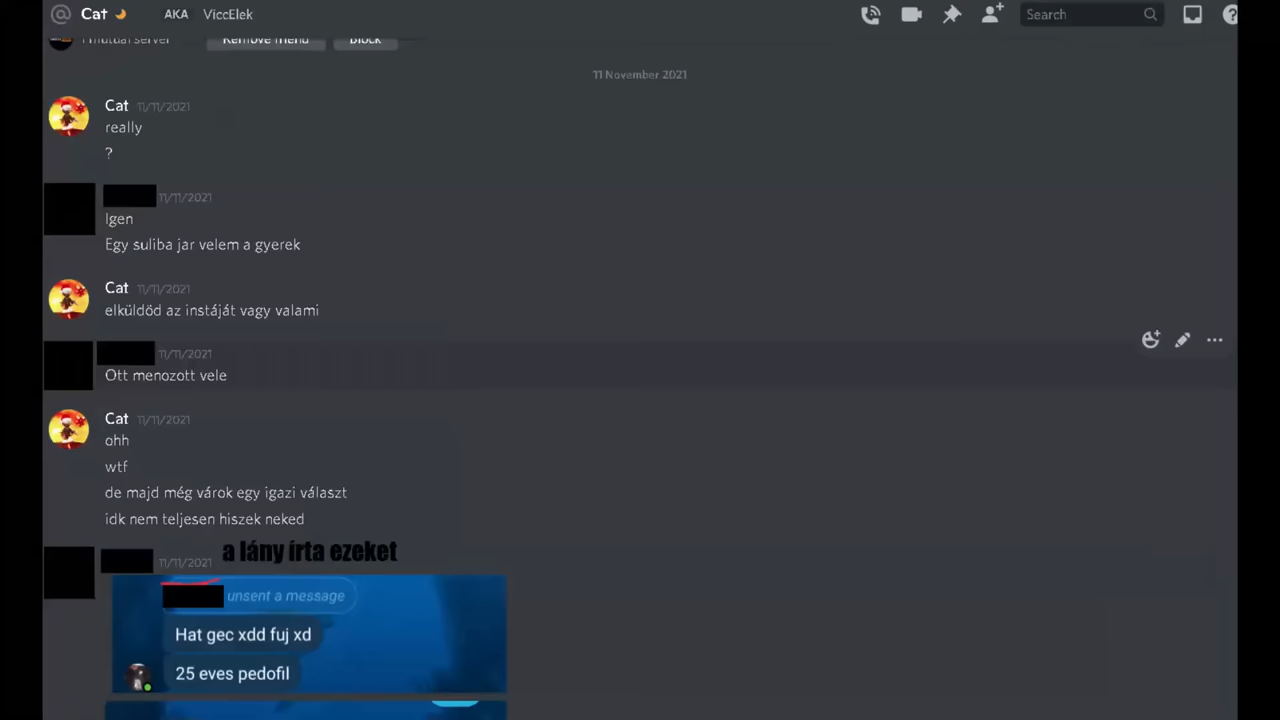 Cat AKA ViccElek Search
1 mutual server Remove friend Block
11 November 2021
Cat 11/11/2021
really
?
11/11/2021
Igen
Egy suliba jar velem a gyerek
Cat 11/11/2021
elküldöd az instáját vagy valami
11/11/2021
Ott menozott vele
Cat 11/11/2021
ohh
wtf
de majd még várok egy igazi választ
idk nem teljesen hiszek neked
11/11/2021 a lány írta ezeket
unsent a message
Hat gec xdd fuj xd
25 eves pedofil